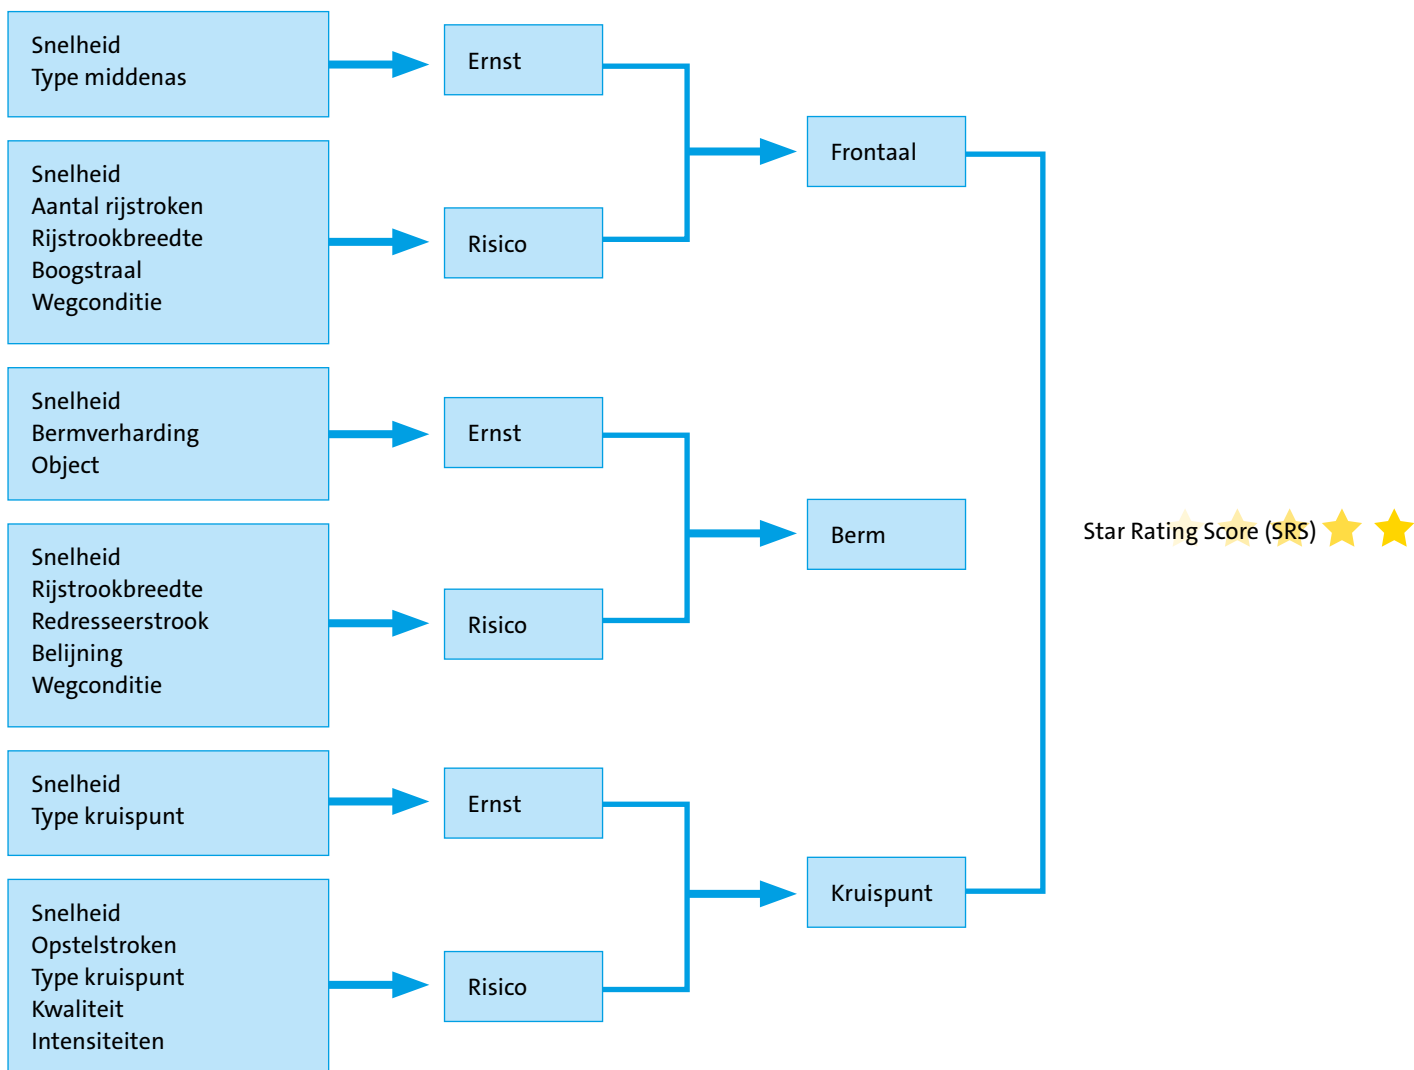 Snelheid
Type middenas
Ernst
Snelheid
Aantal rijstroken
Rijstrookbreedte
Boogstraal
Wegconditie
Risico
Frontaal
Snelheid
Bermverharding
Object
Ernst
Snelheid
Rijstrookbreedte
Redresseerstrook
Belijning
Wegconditie
Risico
Berm
Snelheid
Type kruispunt
Ernst
Snelheid
Opstelstroken
Type kruispunt
Kwaliteit
Intensiteiten
Risico
Kruispunt
Star Rating Score (SRS)